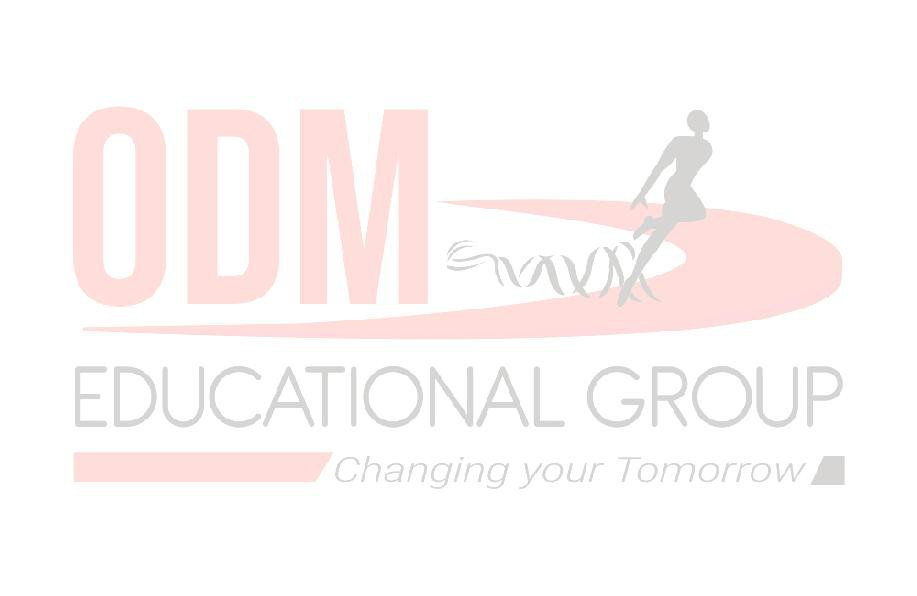 ODM
EDUCATIONAL GROUP
Changing your Tomorrow